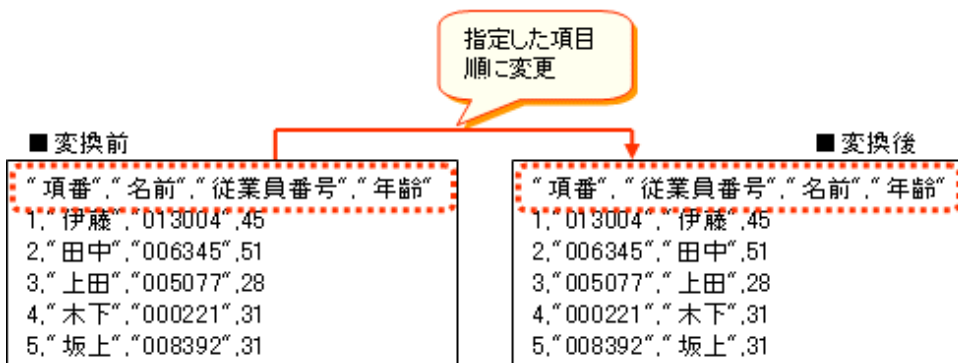 指定した項目
順に変更
■変換前
"項番","名前","従業員番号","年齢"
1,"伊藤","013004",45
2,"田中","006345",51
3,"上田","005077",28
4,"木下","000221",31
5,"坂上","008392",31
■変換後
"項番","従業員番号","名前","年齢"
1,"013004","伊藤",45
2,"006345","田中",51
3,"005077","上田",28
4,"000221","木下",31
5,"008392","坂上",31